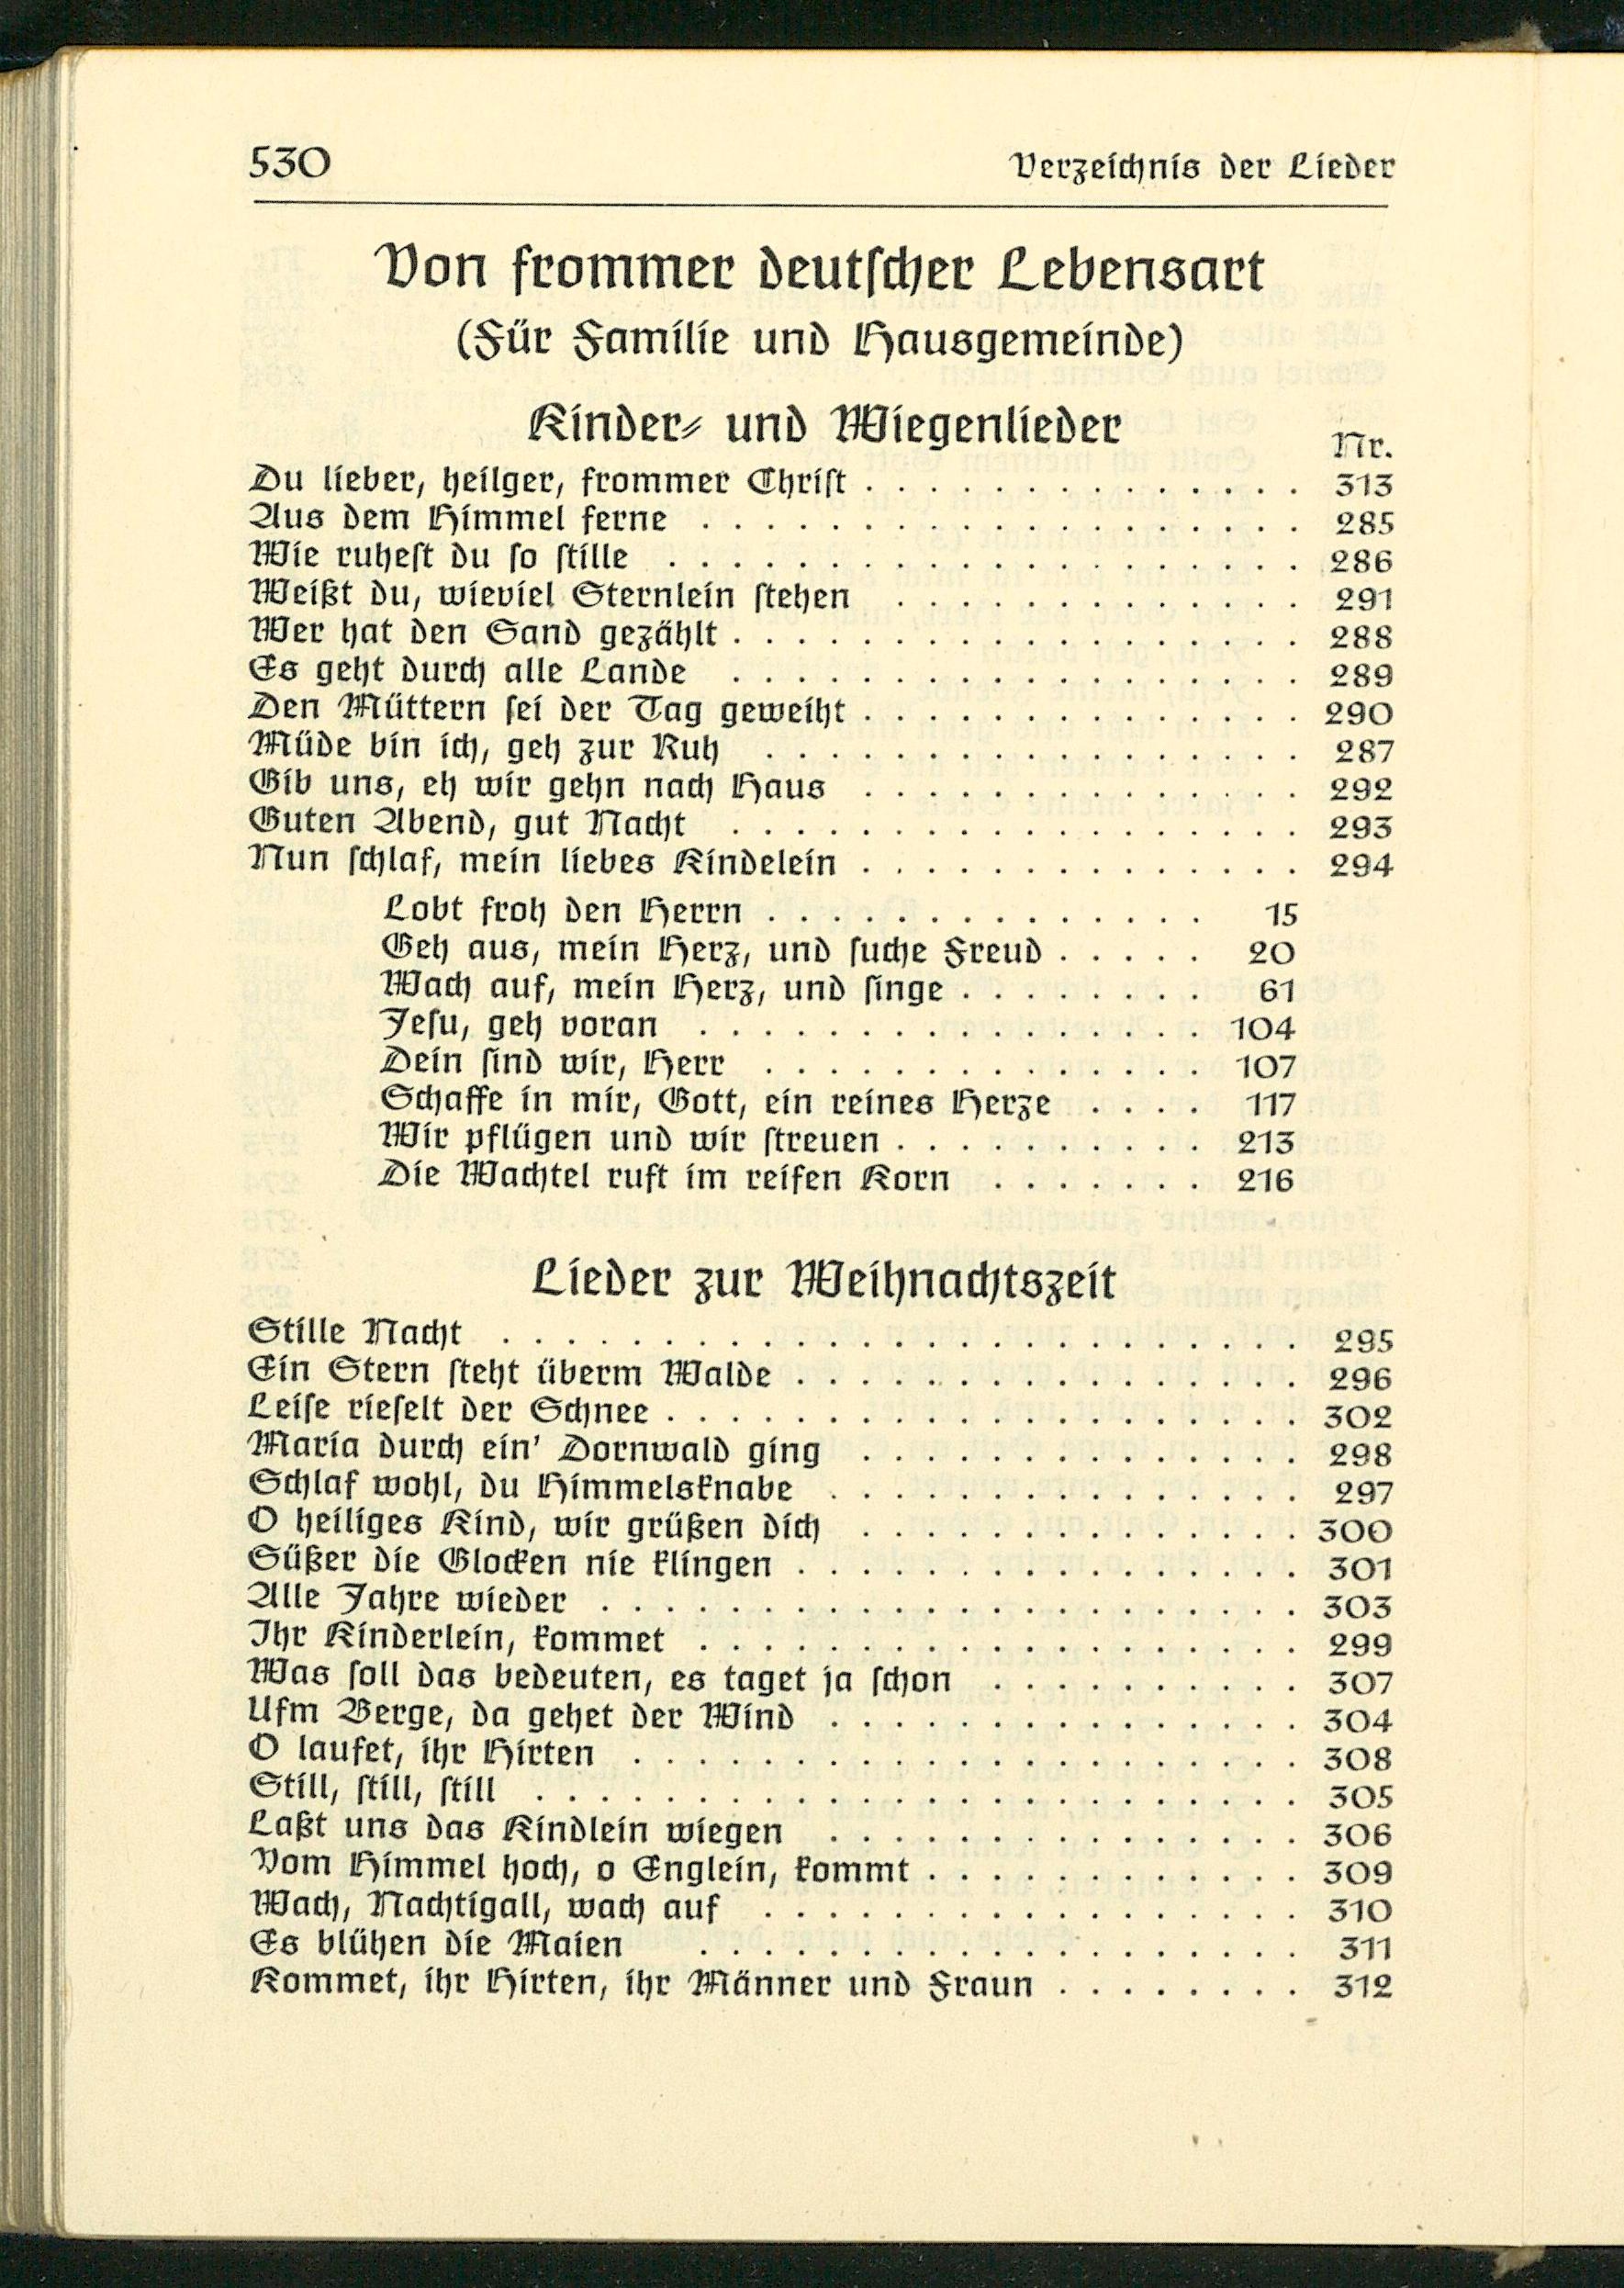 530 Verzeichnis der Lieder
Von frommer deutscher Lebensart
(Für Familie und Hausgemeinde)
Kinder- und Wiegenlieder
Nr.
Du lieber, heilger, frommer Christ . . . . . . . . . . . . . . 313
Aus dem Himmel ferne . . . . . . . . . . . . . . . . . . . 285
Wie ruhest du so stille . . . . . . . . . . . . . . . . . . . . 286
Weißt du, wieviel Sternlein stehen . . . . . . . . . . . . . 291
Wer hat den Sand gezählt . . . . . . . . . . . . . . . . . . 288
Es geht durch alle Lande . . . . . . . . . . . . . . . . . . 289
Den Müttern sei der Tag geweiht . . . . . . . . . . . . . . 290
Müde bin ich, geh zur Ruh . . . . . . . . . . . . . . . . . 287
Gib uns, eh wir gehn nach Haus . . . . . . . . . . . . . . 292
Guten Abend, gut Nacht . . . . . . . . . . . . . . . . . . 293
Nun schlaf, mein liebes Kindelein . . . . . . . . . . . . . . 294
Lobt froh den Herrn . . . . . . . . . . . . . . 15
Geh aus, mein Herz, und suche Freud . . . . . 20
Wach auf, mein Herz, und singe . . . . . . . . 61
Jesu, geh voran . . . . . . . . . . . . . . . . 104
Dein sind wir, Herr . . . . . . . . . . . . . . 107
Schaffe in mir, Gott, ein reines Herze . . . . 117
Wir pflügen und wir streuen . . . . . . . . . . 213
Die Wachtel ruft im reifen Korn . . . . . . . 216
Lieder zur Weihnachtszeit
Stille Nacht . . . . . . . . . . . . . . . . . . . . . . . . . 295
Ein Stern steht überm Walde . . . . . . . . . . . . . . . . 296
Leise rieselt der Schnee . . . . . . . . . . . . . . . . . . . . 302
Maria durch ein' Dornwald ging . . . . . . . . . . . . . . 298
Schlaf wohl, du Himmelsknabe . . . . . . . . . . . . . . . 297
O heiliges Kind, wir grüßen dich . . . . . . . . . . . . . . 300
Süßer die Glocken nie klingen . . . . . . . . . . . . . . . . 301
Alle Jahre wieder . . . . . . . . . . . . . . . . . . . . . . 303
Ihr Kinderlein, kommet . . . . . . . . . . . . . . . . . . . 299
Was soll das bedeuten, es taget ja schon . . . . . . . . . . 307
Ufm Berge, da gehet der Wind . . . . . . . . . . . . . . . 304
O laufet, ihr Hirten . . . . . . . . . . . . . . . . . . . . . 308
Still, still, still . . . . . . . . . . . . . . . . . . . . . . . . 305
Laßt uns das Kindlein wiegen . . . . . . . . . . . . . . . 306
Vom Himmel hoch, o Englein, kommt . . . . . . . . . . . . 309
Wach, Nachtigall, wach auf . . . . . . . . . . . . . . . . . 310
Es blühen die Maien . . . . . . . . . . . . . . . . . . . 311
Kommet, ihr Hirten, ihr Männer und Fraun . . . . . . . . 312